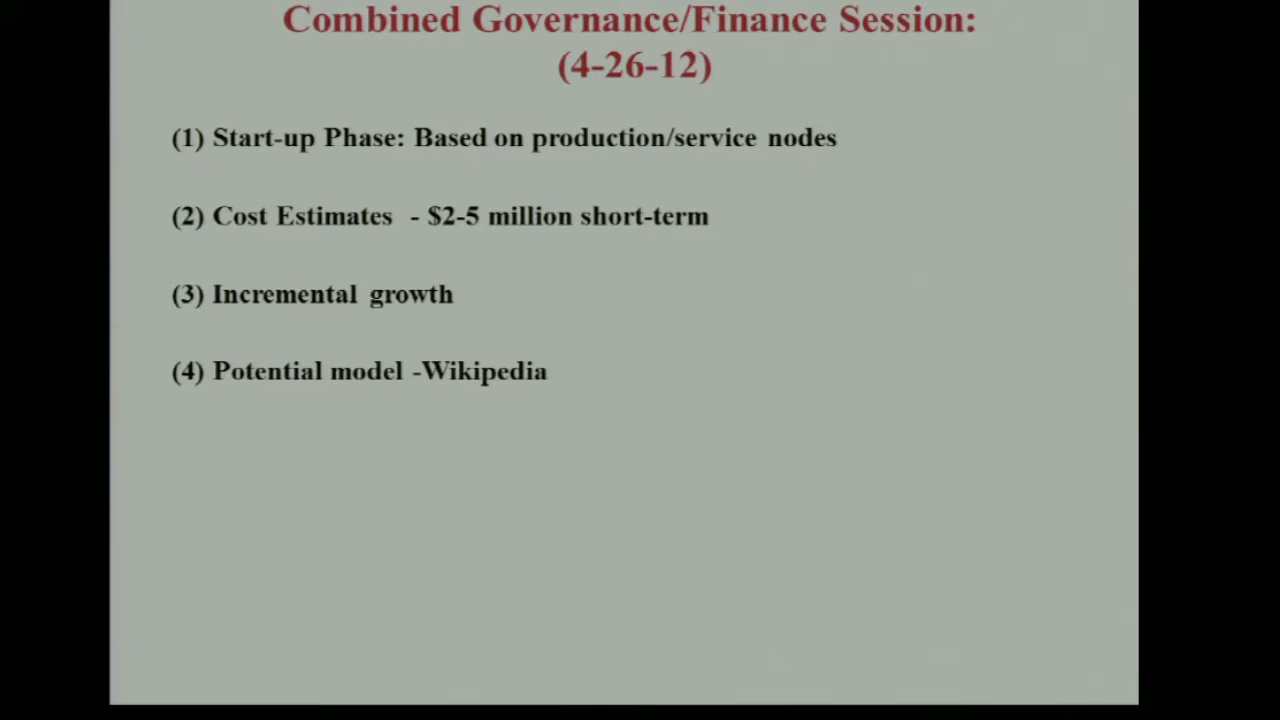 Combined Governance/Finance Session:
(4-26-12)
(1) Start-up Phase: Based on production/service nodes
(2) Cost Estimates - $2-5 million short-term
(3) Incremental growth
(4) Potential model -Wikipedia